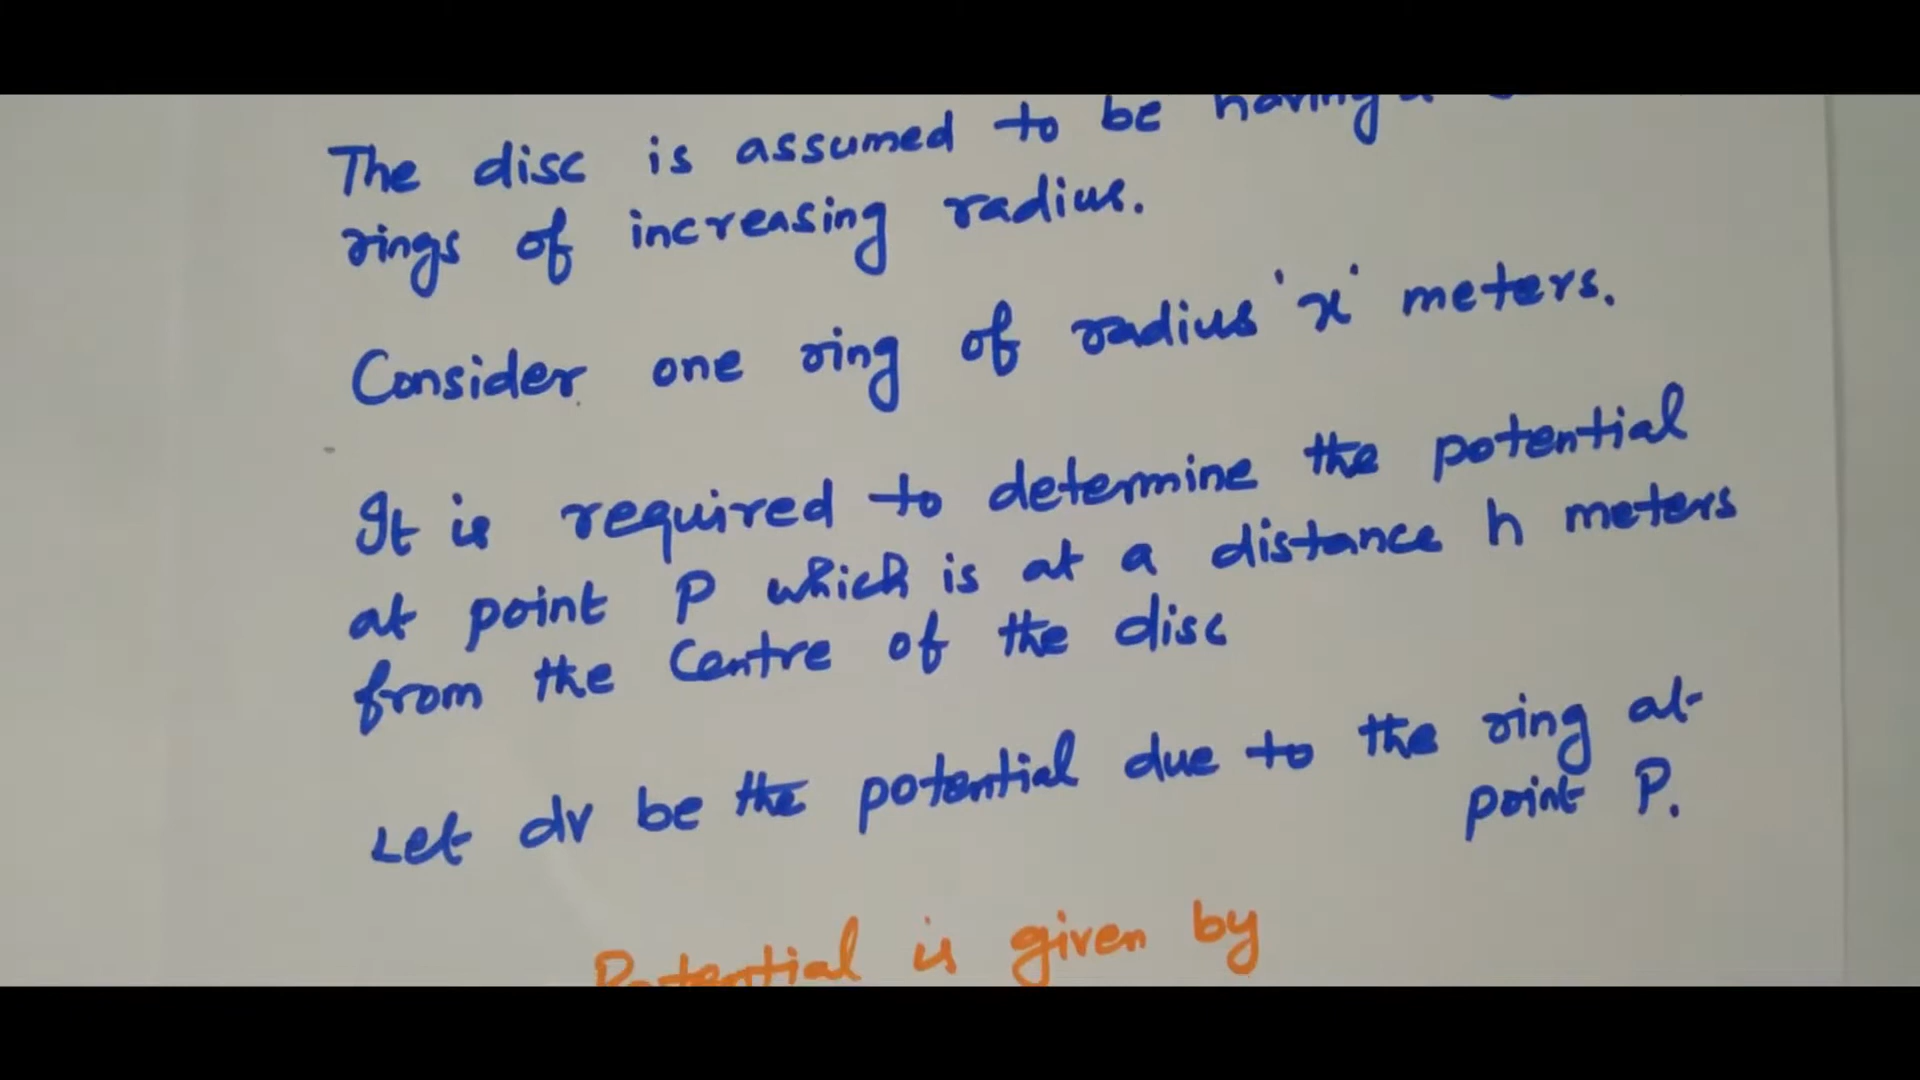 The disc is assumed to be having a
rings of increasing radius.
Consider one ring of radius 'x' meters.
It is required to determine the potential
at point P which is at a distance h meters
from the centre of the disc
Let dv be the potential due to the ring at
point P.
Potential is given by